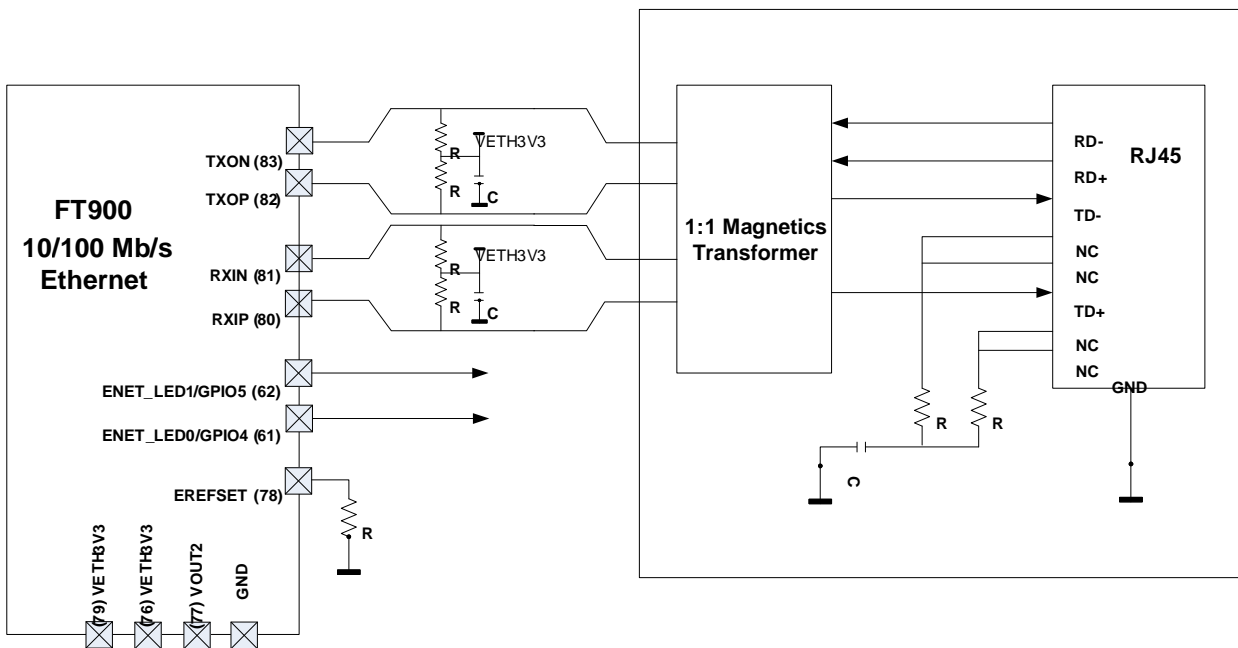 FT900
10/100 Mb/s
Ethernet
TXON (83)
TXOP (82)
RXIN (81)
RXIP (80)
ENET_LED1/GPIO5 (62)
ENET_LED0/GPIO4 (61)
EREFSET (78)
(79) VETH3V3
(76) VETH3V3
(77) VOUT2
GND
R
VETH3V3
R
C
R
VETH3V3
R
C
R
1:1 Magnetics
Transformer
RJ45
RD-
RD+
TD-
NC
NC
TD+
NC
NC
GND
R
R
C